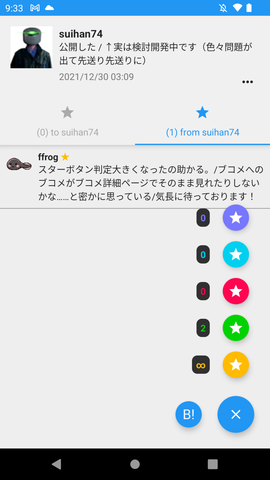 9:33
suihan74
公開した / ↑実は検討開発中です（色々問題が
出て先送り先送りに）
2021/12/30 03:09
(0) to suihan74
(1) from suihan74
ffrog
スターボタン判定大きくなったの助かる。/ブコメへの
ブコメがブコメ詳細ページでそのまま見れたりしない
かな……と密かに思っている/気長に待っております！
0
0
0
2
∞
B!